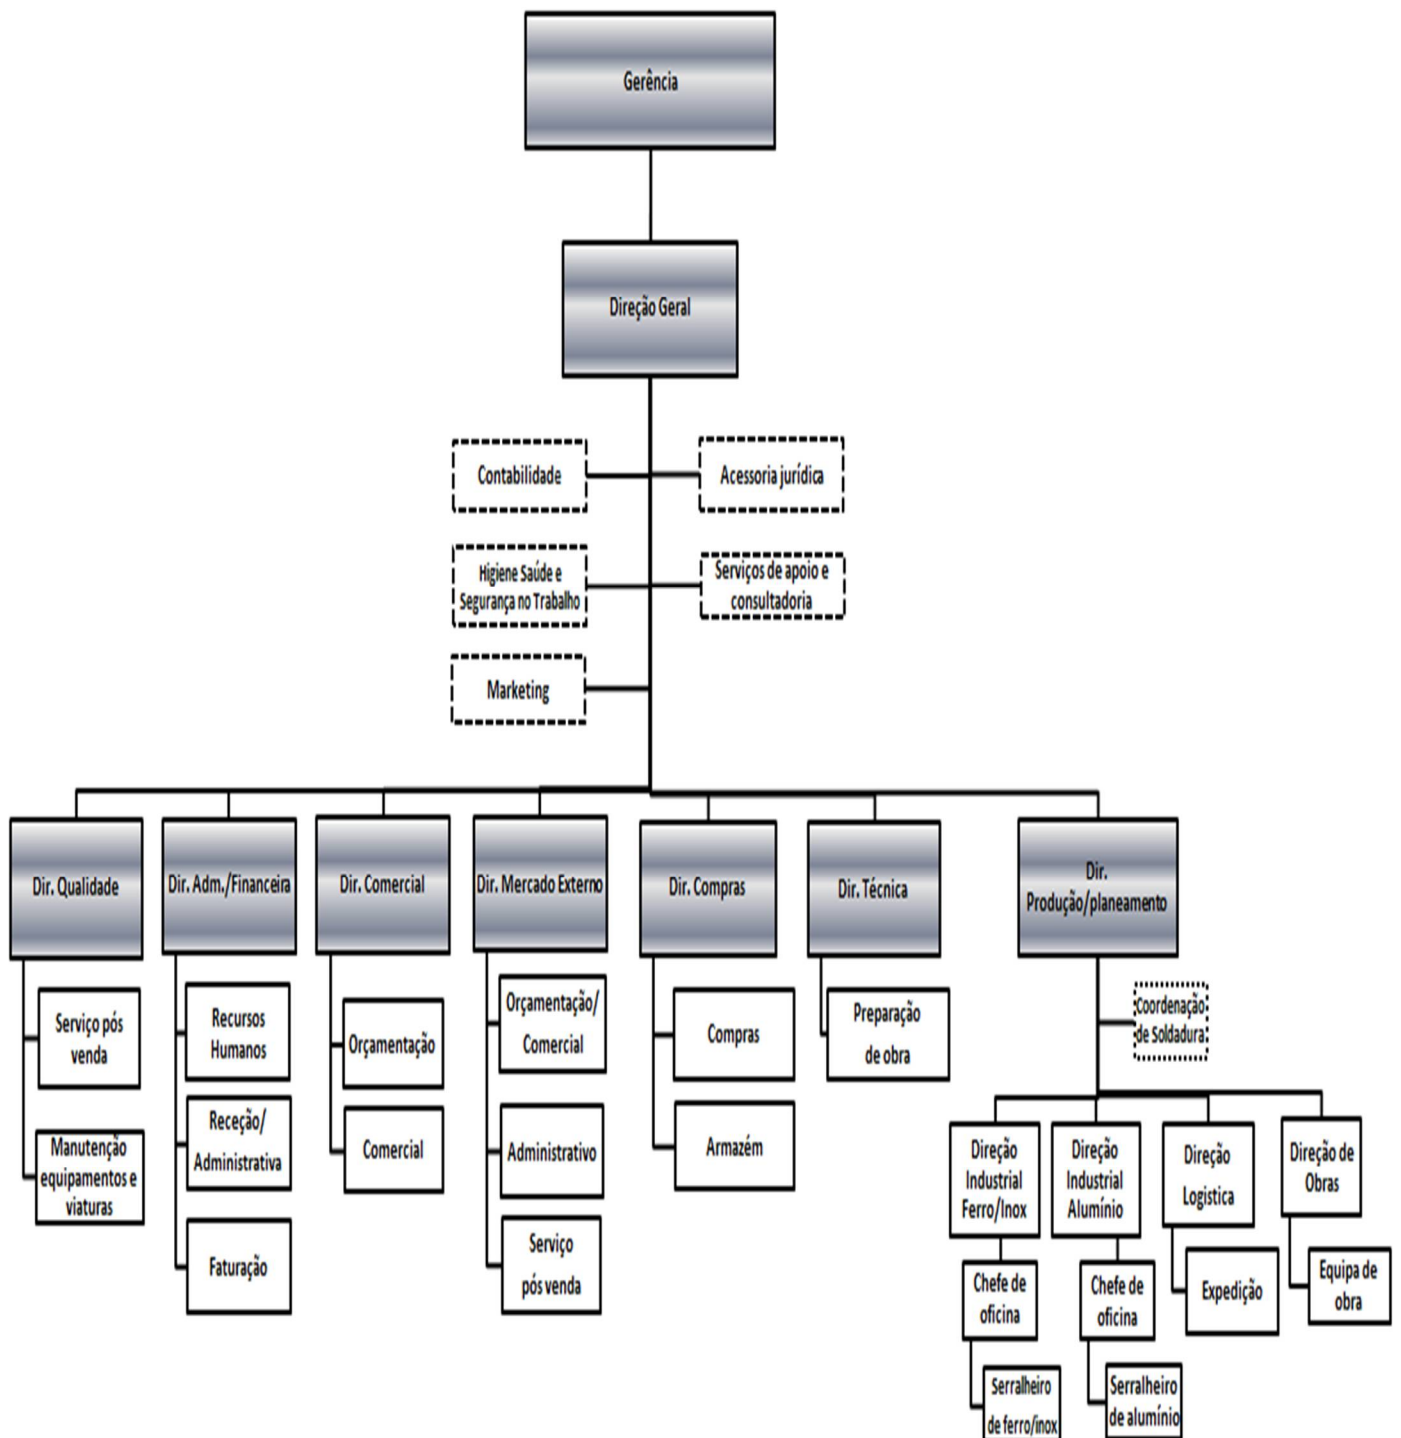 Gerência
Direção Geral
Contabilidade
Acessoria jurídica
Higiene Saúde e
Segurança no Trabalho
Serviços de apoio e
consultadoria
Marketing
Dir. Qualidade
Dir. Adm./Financeira
Dir. Comercial
Dir. Mercado Externo
Dir. Compras
Dir. Técnica
Dir.
Produção/planeamento
Serviço pós
venda
Manutenção
equipamentos e
viaturas
Recursos
Humanos
Receção/
Administrativa
Faturação
Orçamentação
Comercial
Orçamentação/
Comercial
Administrativo
Serviço
pós venda
Compras
Armazém
Preparação
de obra
Coordenação
de Soldadura
Direção
Industrial
Ferro/Inox
Chefe de
oficina
Serralheiro
de ferro/inox
Direção
Industrial
Alumínio
Chefe de
oficina
Serralheiro
de alumínio
Direção
Logistica
Expedição
Direção de
Obras
Equipa de
obra